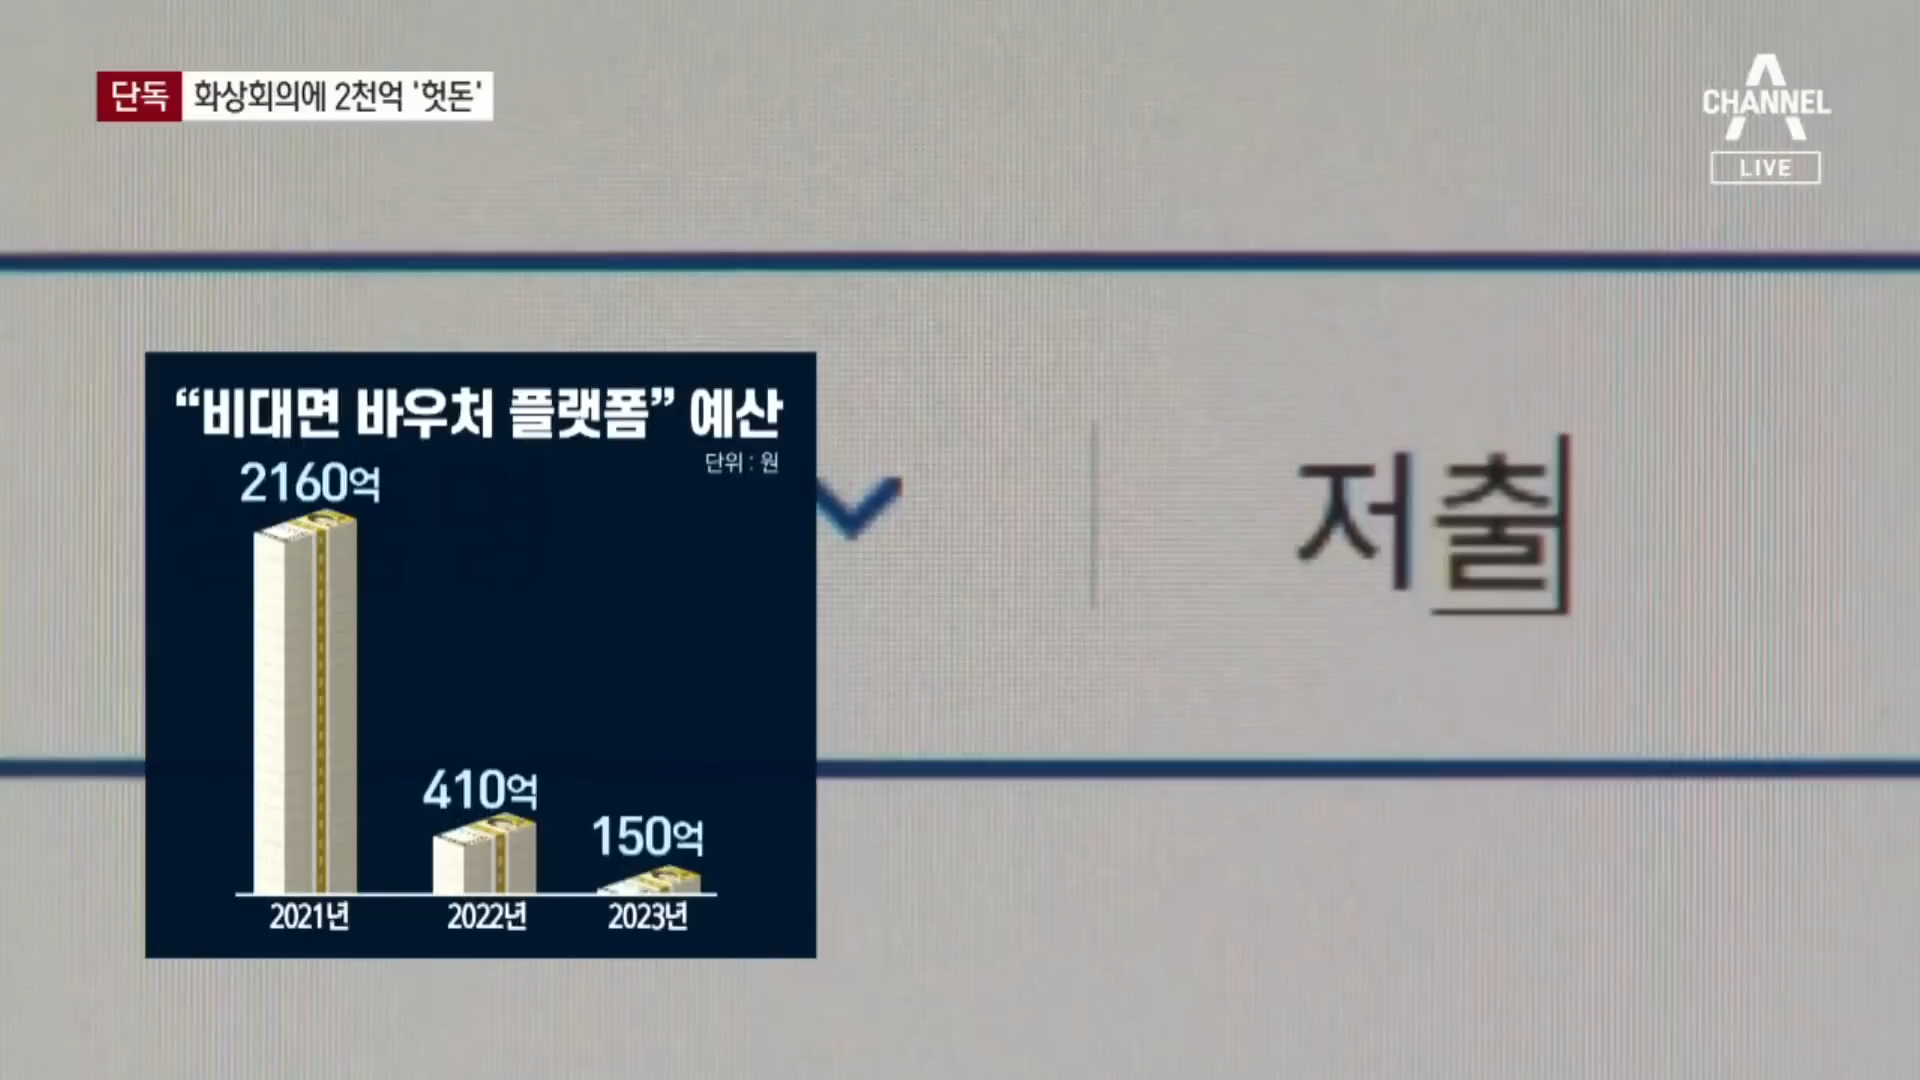 단독 화상회의에 2천억 '헛돈'
CHANNEL A
LIVE
“비대면 바우처 플랫폼” 예산
단위 : 원
2160억
410억
150억
2021년
2022년
2023년
저출